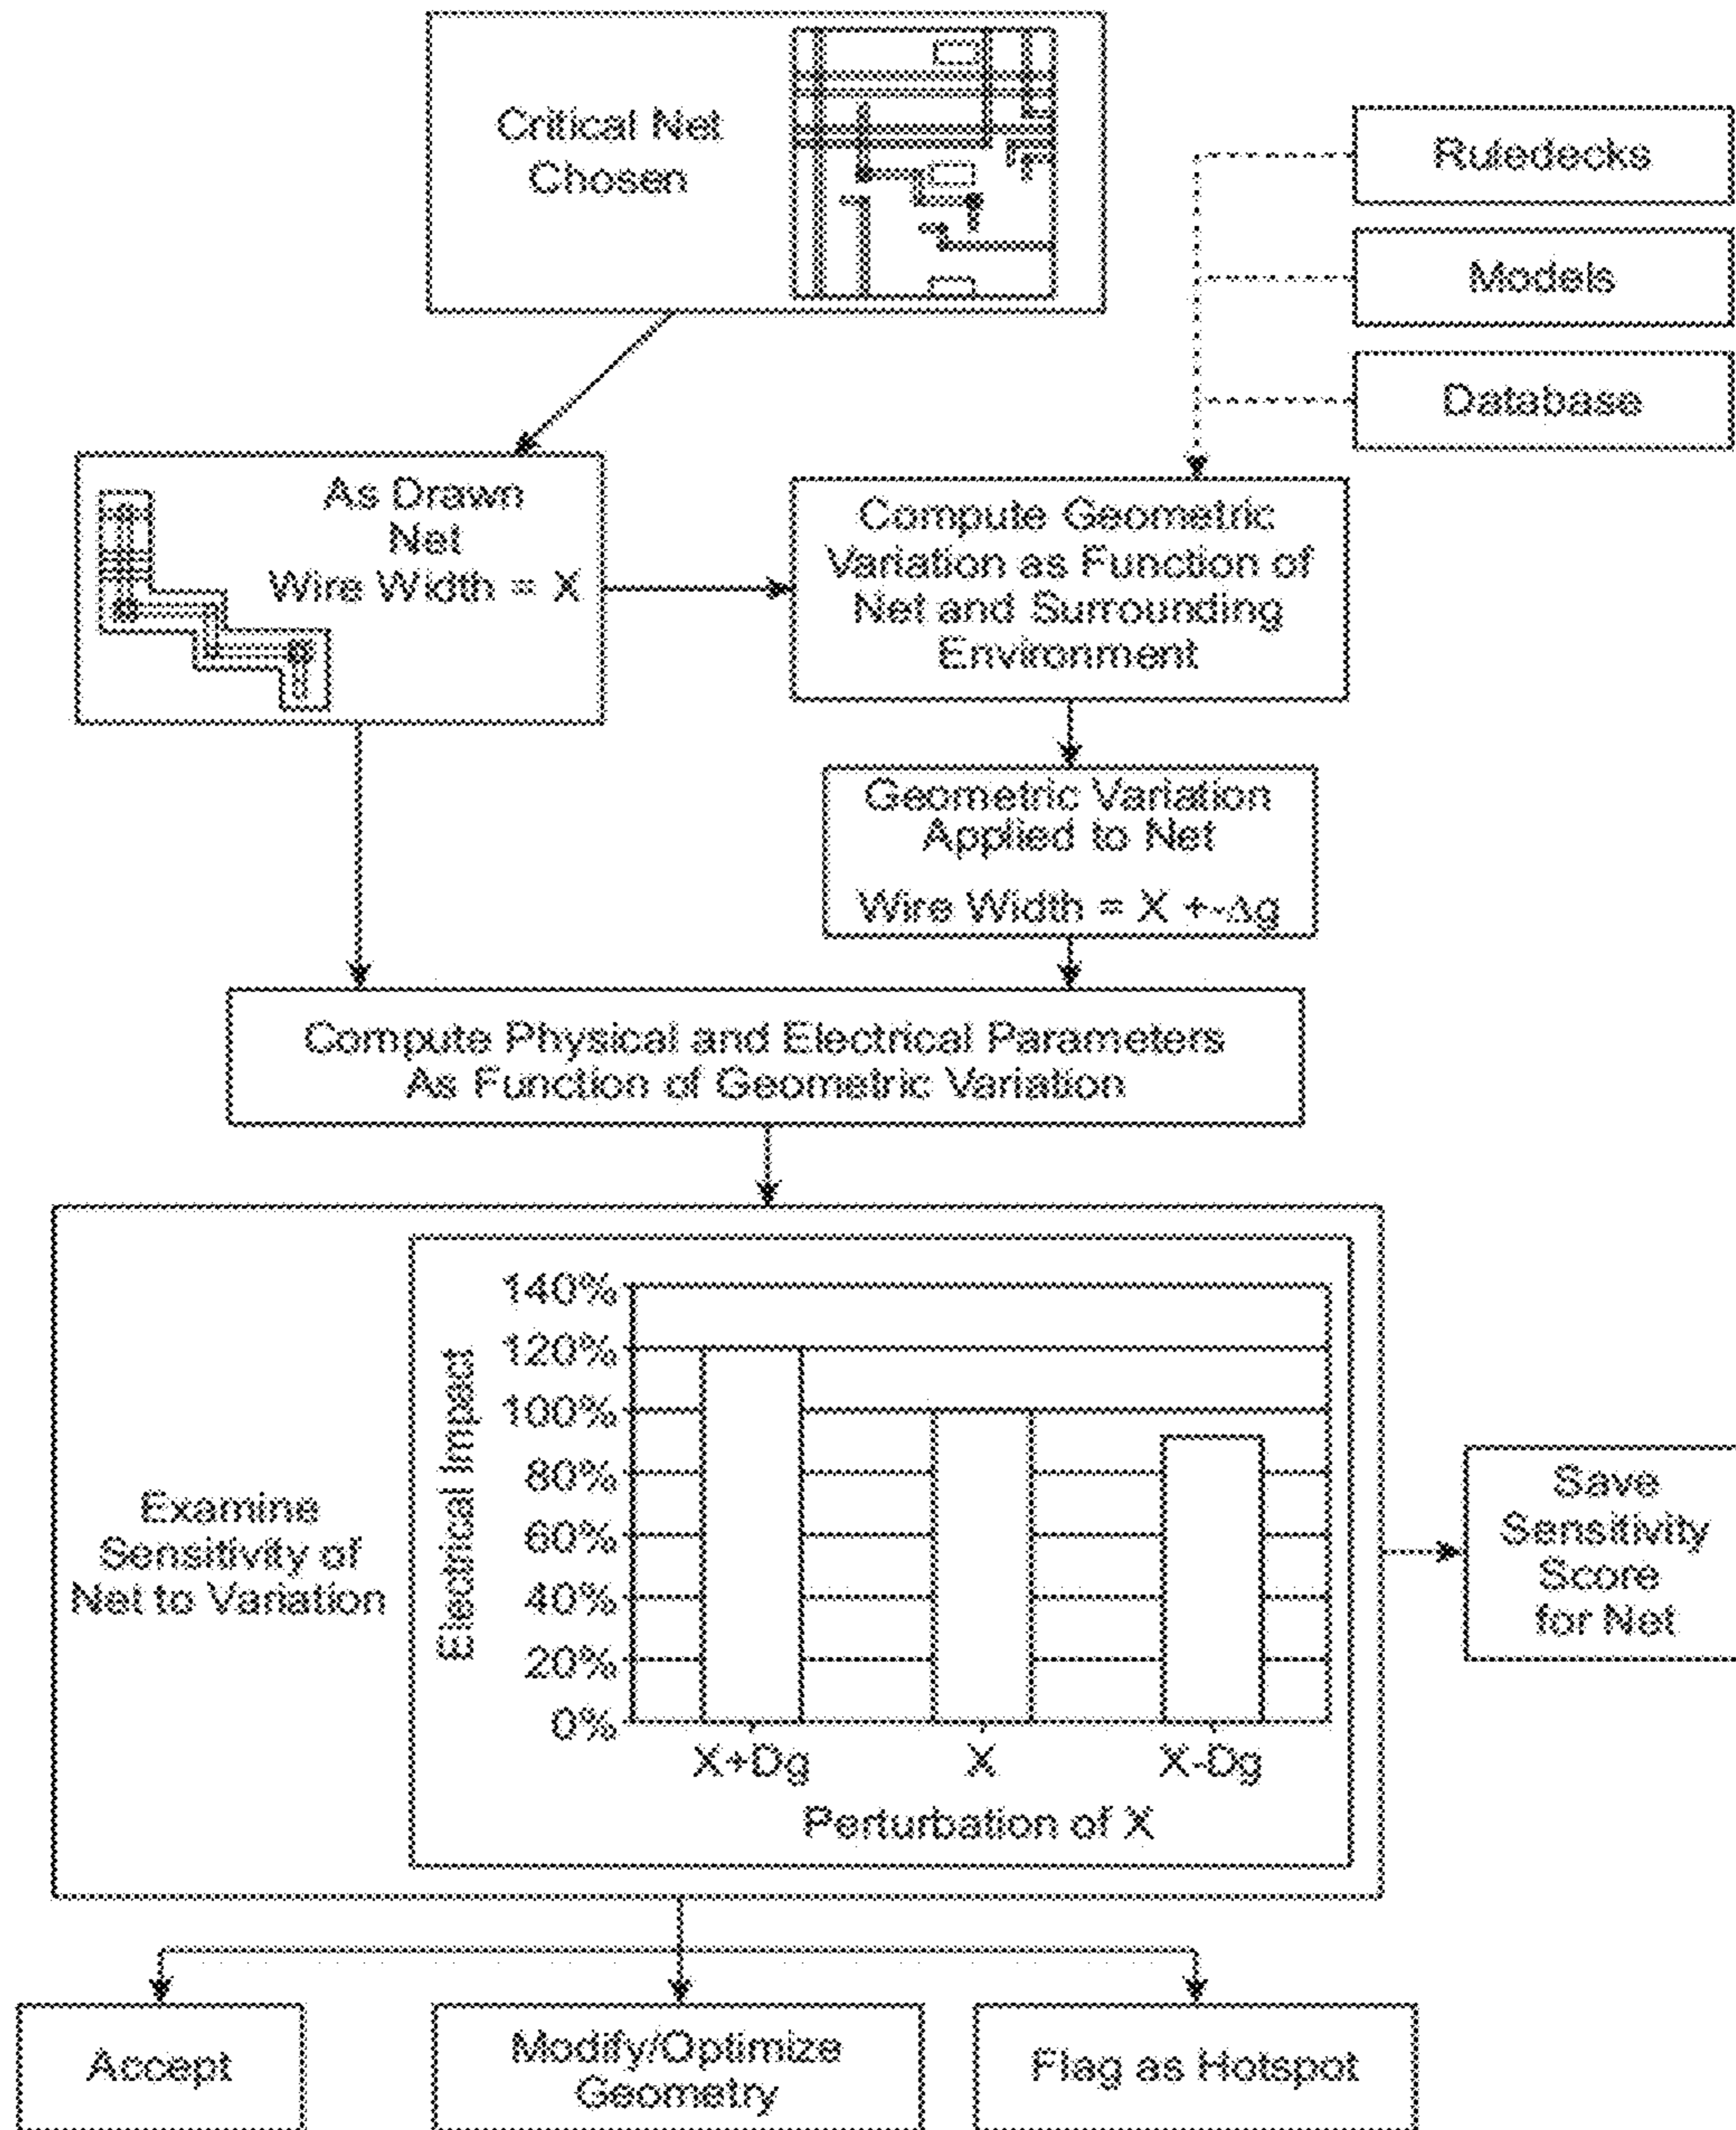 Critical Net
Chosen
Ruledecks
Models
Database
As Drawn
Net
Wire Width = X
Compute Geometric
Variation as Function of
Net and Surrounding
Environment
Geometric Variation
Applied to Net
Wire Width = X +-Δg
Compute Physical and Electrical Parameters
As Function of Geometric Variation
Examine
Sensitivity of
Net to Variation
Electrical Impact
140%
120%
100%
80%
60%
40%
20%
0%
X+Dg X X-Dg
Perturbation of X
Save
Sensitivity
Score
for Net
Accept
Modify/Optimize
Geometry
Flag as Hotspot